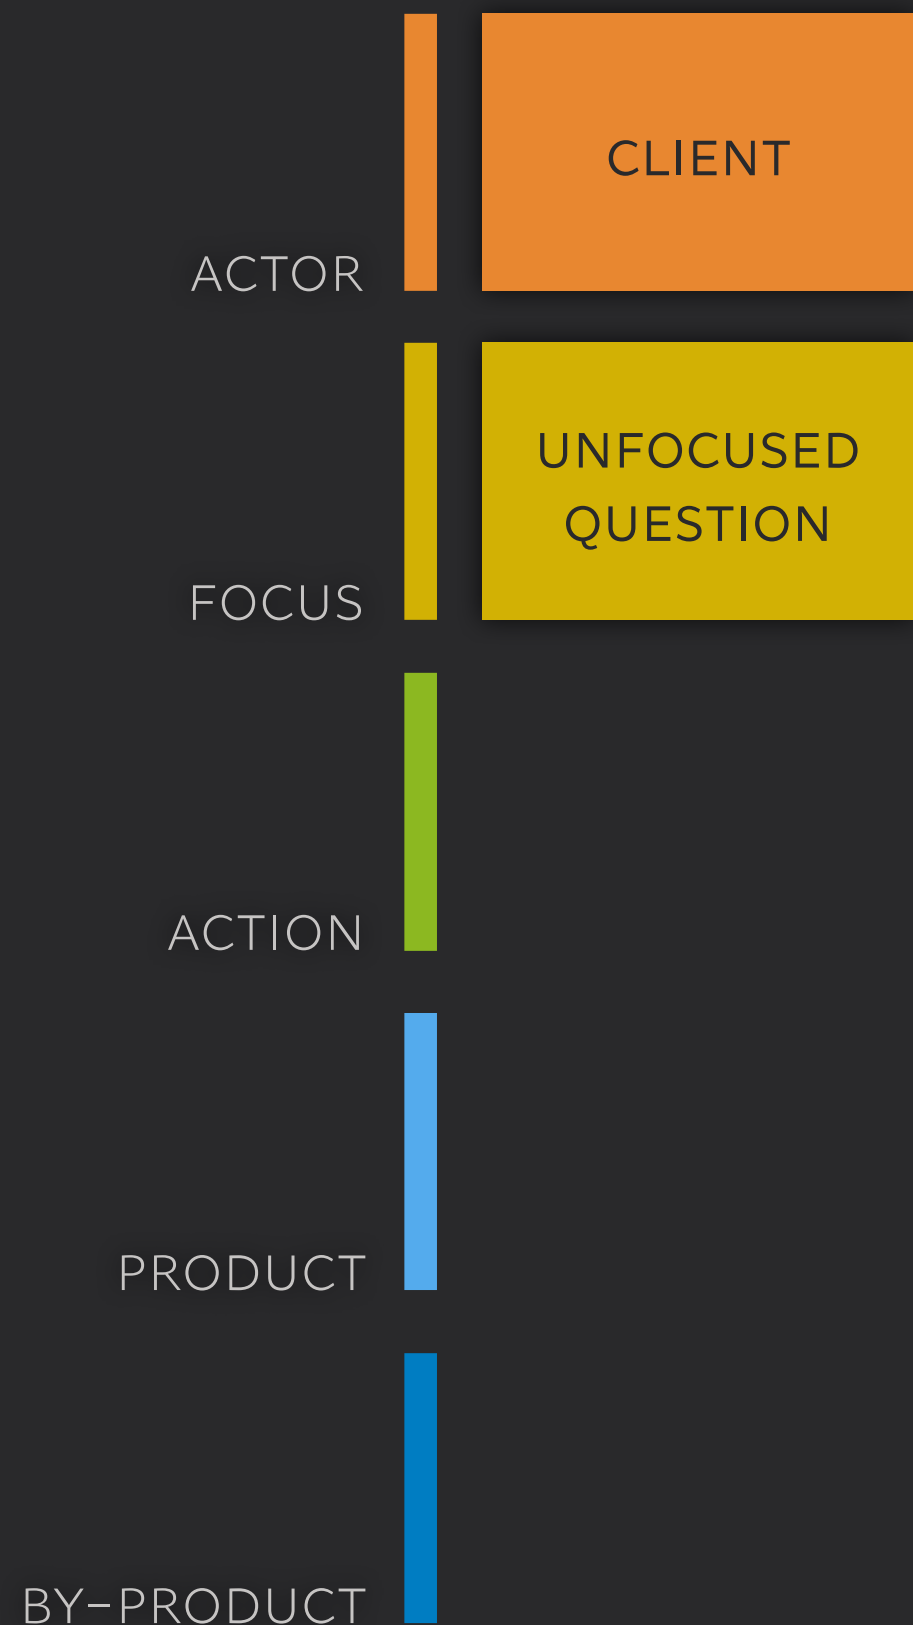 CLIENT
ACTOR
UNFOCUSED
QUESTION
FOCUS
ACTION
PRODUCT
BY-PRODUCT